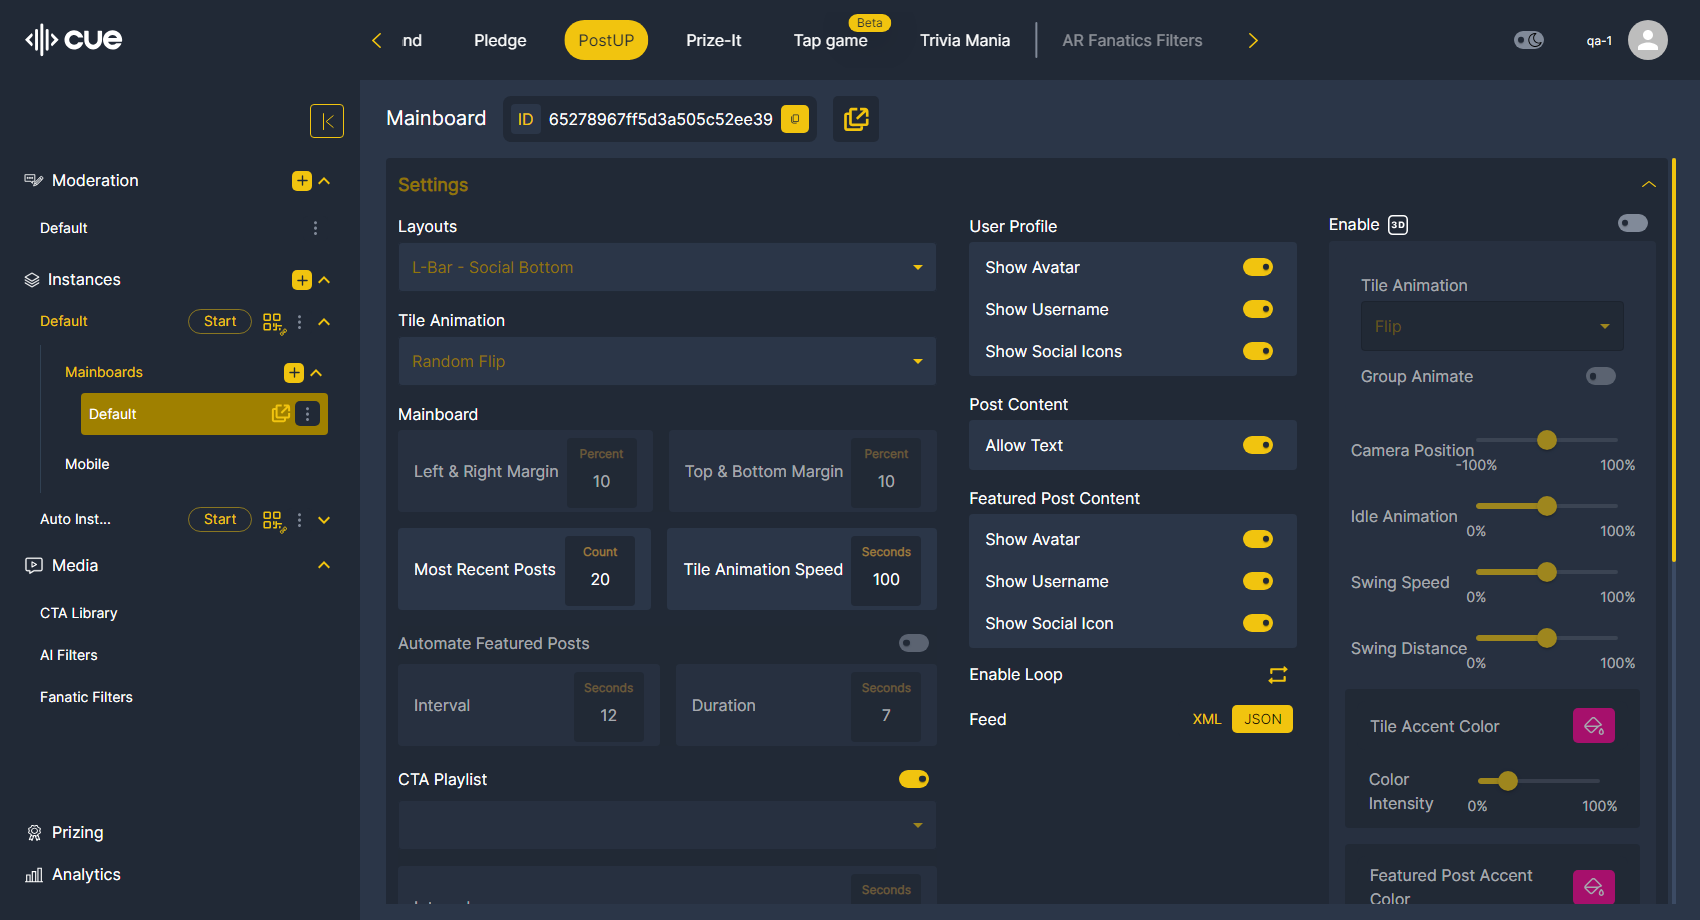 cue
Pledge
PostUP
Prize-It
Tap game
Beta
Trivia Mania
AR Fanatics Filters
qa-1
Mainboard
ID
65278967ff5d3a505c52ee39
Moderation
Default
Instances
Default
Start
Mainboards
Default
Mobile
Auto Inst...
Start
Media
CTA Library
AI Filters
Fanatic Filters
Prizing
Analytics
Settings
Layouts
L-Bar - Social Bottom
Tile Animation
Random Flip
Mainboard
Left & Right Margin
Percent
10
Top & Bottom Margin
Percent
10
Most Recent Posts
Count
20
Tile Animation Speed
Seconds
100
Automate Featured Posts
Interval
Seconds
12
Duration
Seconds
7
CTA Playlist
Seconds
User Profile
Show Avatar
Show Username
Show Social Icons
Post Content
Allow Text
Featured Post Content
Show Avatar
Show Username
Show Social Icon
Enable Loop
Feed
XML
JSON
Enable
3D
Tile Animation
Flip
Group Animate
Camera Position
-100%
100%
Idle Animation
0%
100%
Swing Speed
0%
100%
Swing Distance
0%
100%
Tile Accent Color
Color
Intensity
0%
100%
Featured Post Accent
Color